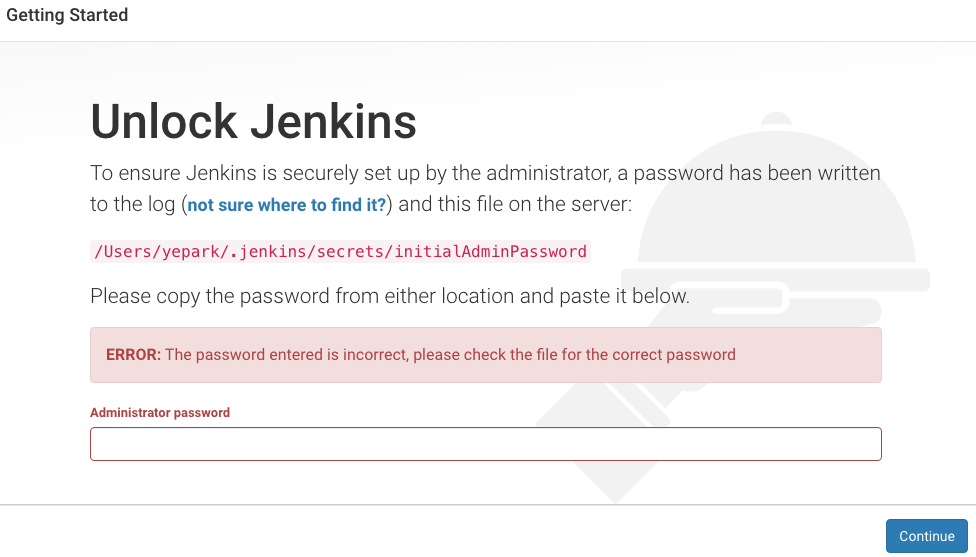 Getting Started
Unlock Jenkins
To ensure Jenkins is securely set up by the administrator, a password has been written
to the log (not sure where to find it?) and this file on the server:
/Users/yepark/.jenkins/secrets/initialAdminPassword
Please copy the password from either location and paste it below.
ERROR: The password entered is incorrect, please check the file for the correct password
Administrator password
Continue